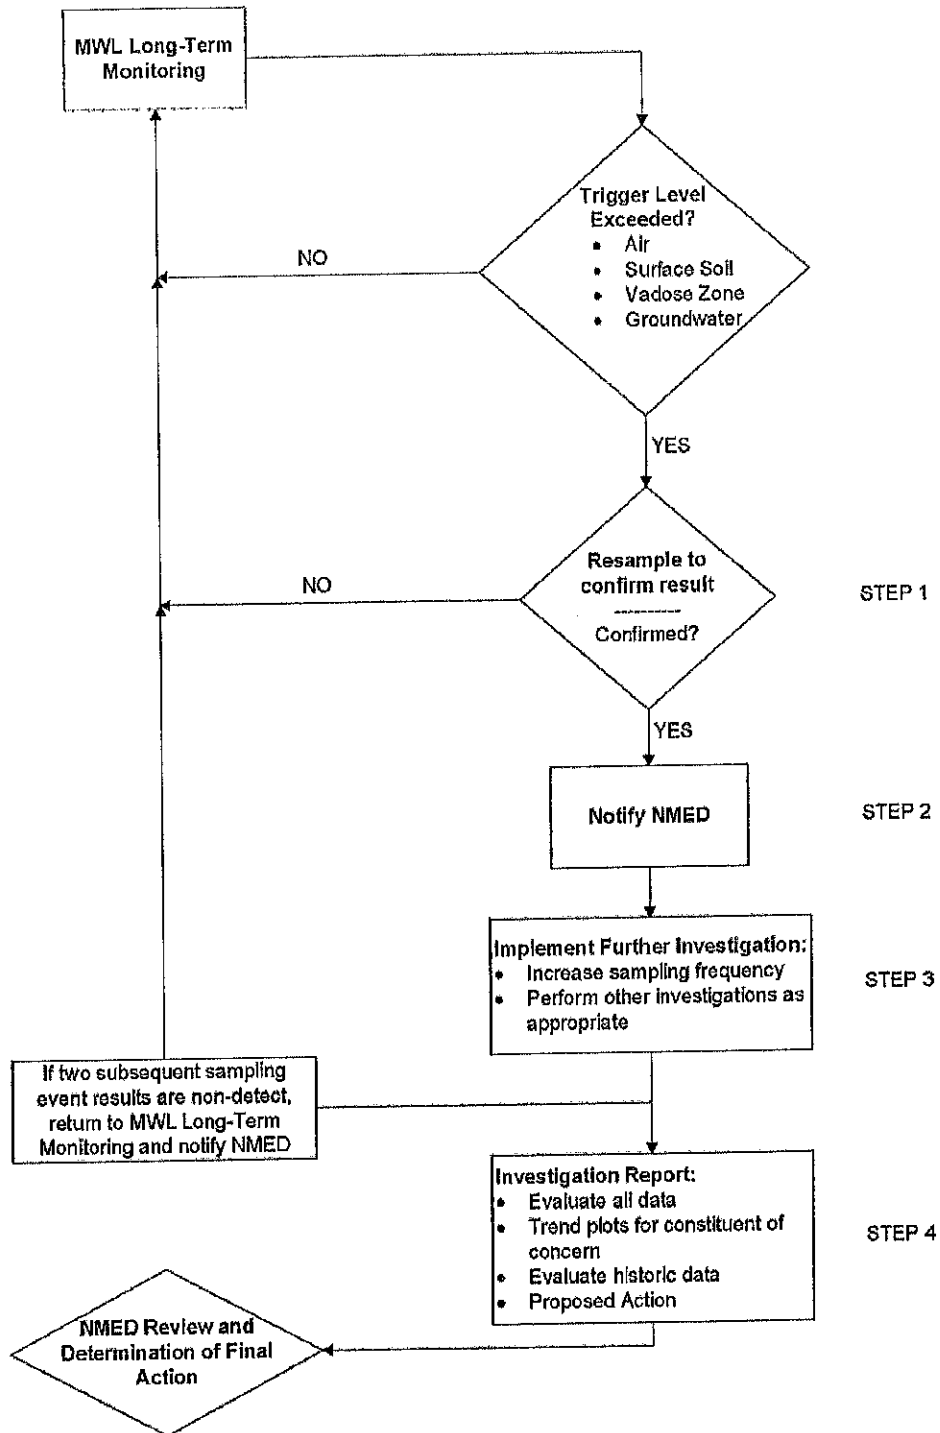 MWL Long-Term
Monitoring
Trigger Level
Exceeded?
• Air
• Surface Soil
• Vadose Zone
• Groundwater
NO
YES
Resample to
confirm result
----------
Confirmed?
NO
STEP 1
YES
Notify NMED
STEP 2
Implement Further Investigation:
• Increase sampling frequency
• Perform other investigations as
appropriate
STEP 3
If two subsequent sampling
event results are non-detect,
return to MWL Long-Term
Monitoring and notify NMED
Investigation Report:
• Evaluate all data
• Trend plots for constituent of
concern
• Evaluate historic data
• Proposed Action
STEP 4
NMED Review and
Determination of Final
Action